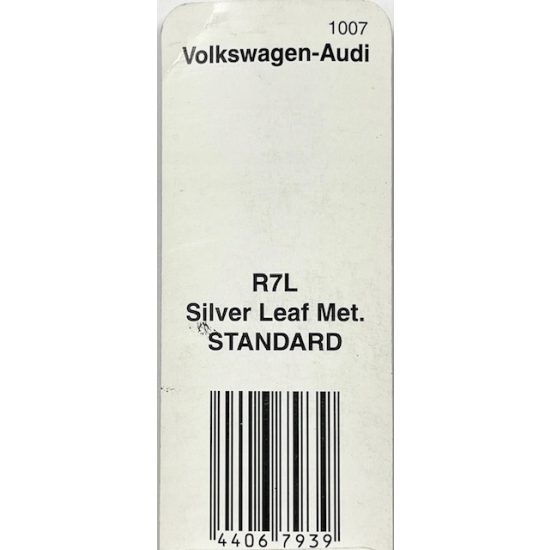 1007
Volkswagen-Audi
R7L
Silver Leaf Met.
STANDARD
4406 7939